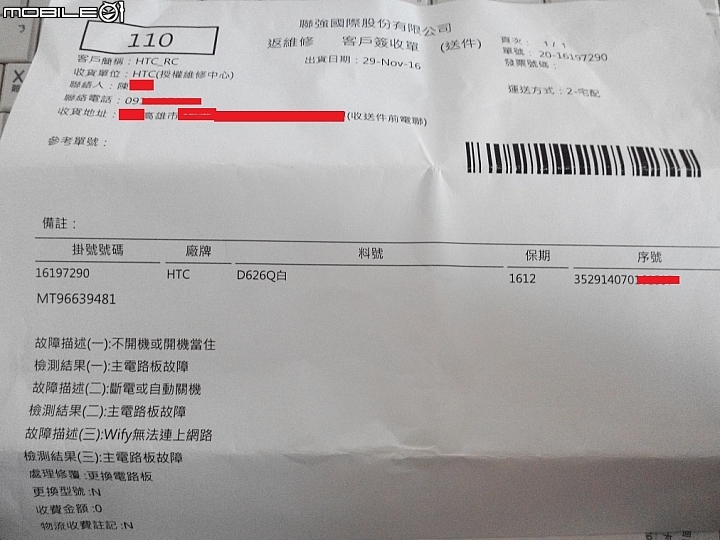 MOBILE01
110
聯強國際股份有限公司
返維修 客戶簽收單 (送件)
頁次： 1/1
單號： 20-16197290
發票號碼：
客戶簡稱：HTC_RC
出貨日期：29-Nov-16
收貨單位：HTC(授權維修中心)
聯絡人：陳
運送方式：2-宅配
聯絡電話：09
收貨地址： 高雄市 (收送件前電聯)
參考單號：
備註：
掛號號碼 廠牌 料號 保期 序號
16197290 HTC D626Q白 1612 352914070
MT96639481
故障描述(一):不開機或開機當住
檢測結果(一):主電路板故障
故障描述(二):斷電或自動關機
檢測結果(二):主電路板故障
故障描述(三):Wify無法連上網路
檢測結果(三):主電路板故障
處理修覆:更換電路板
更換型號:N
收費金額:0
物流收費註記:N